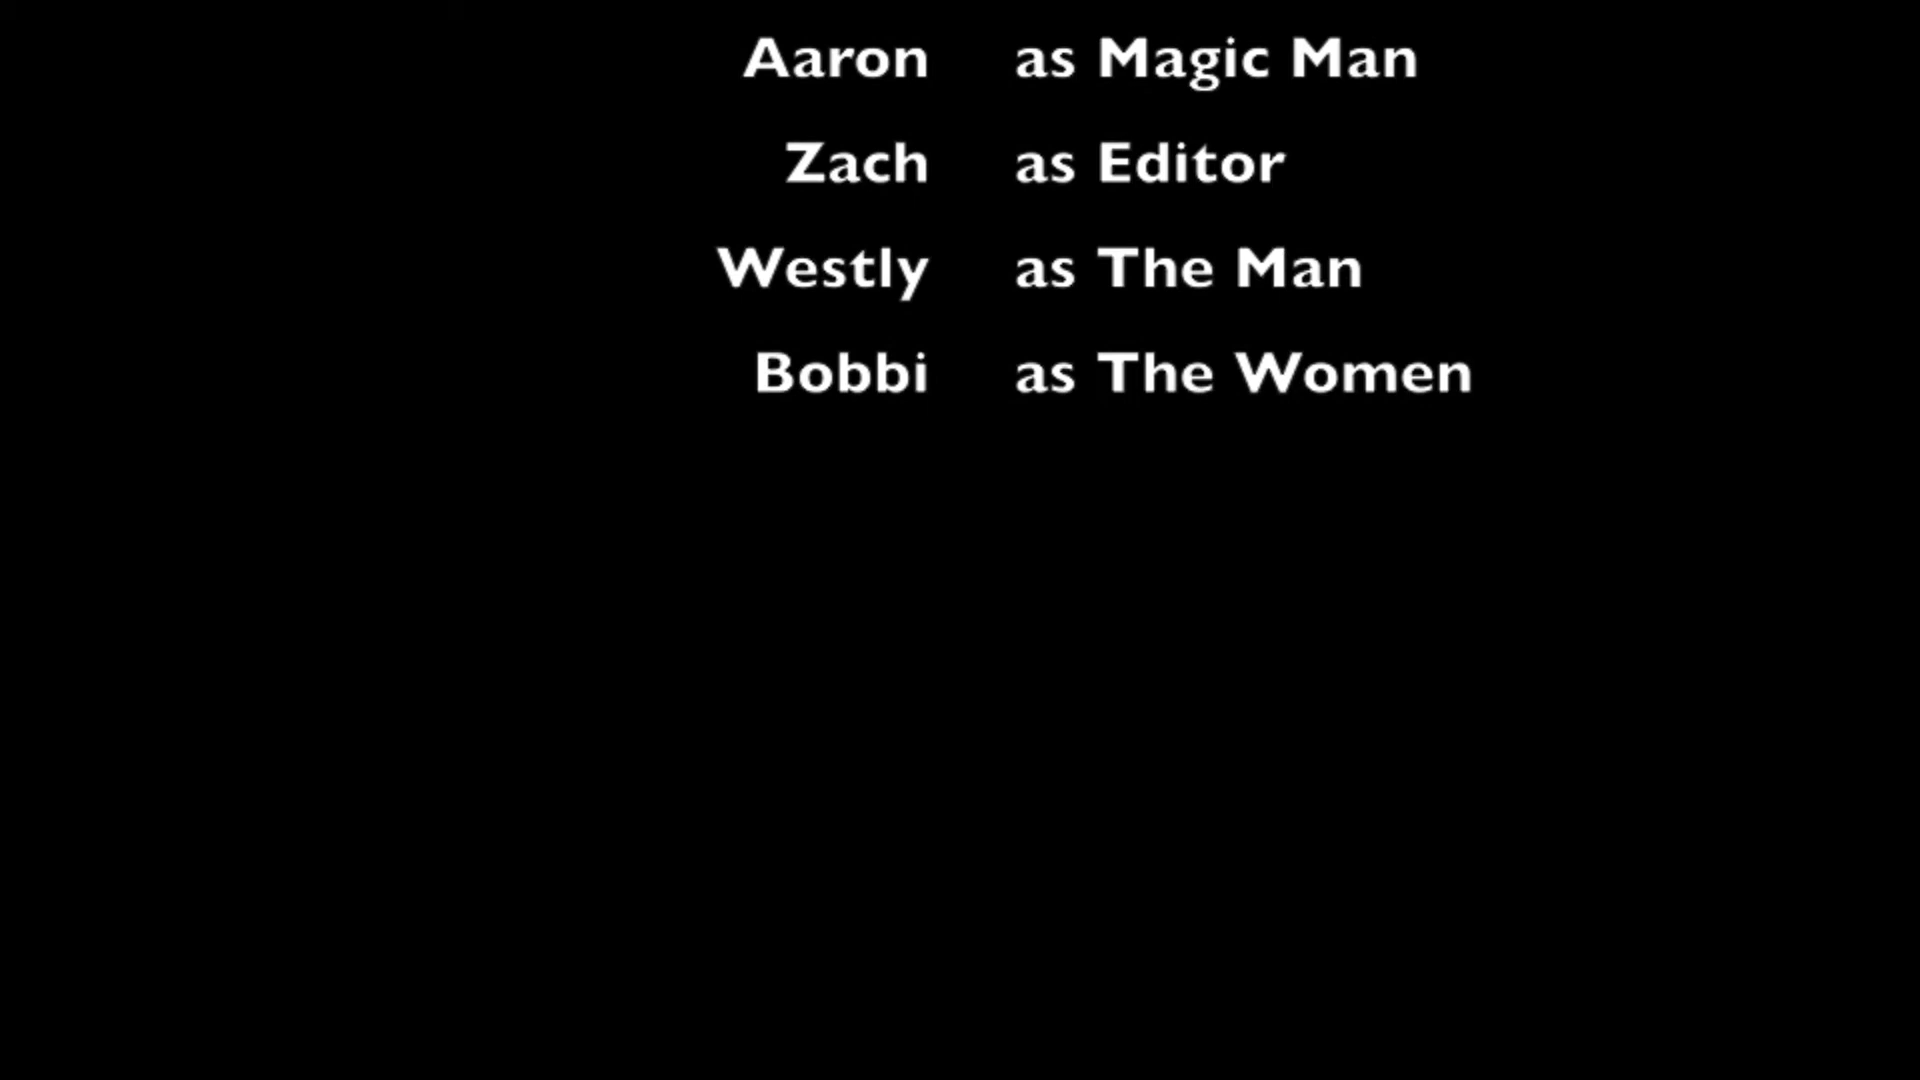 Aaron as Magic Man
Zach as Editor
Westly as The Man
Bobbi as The Women